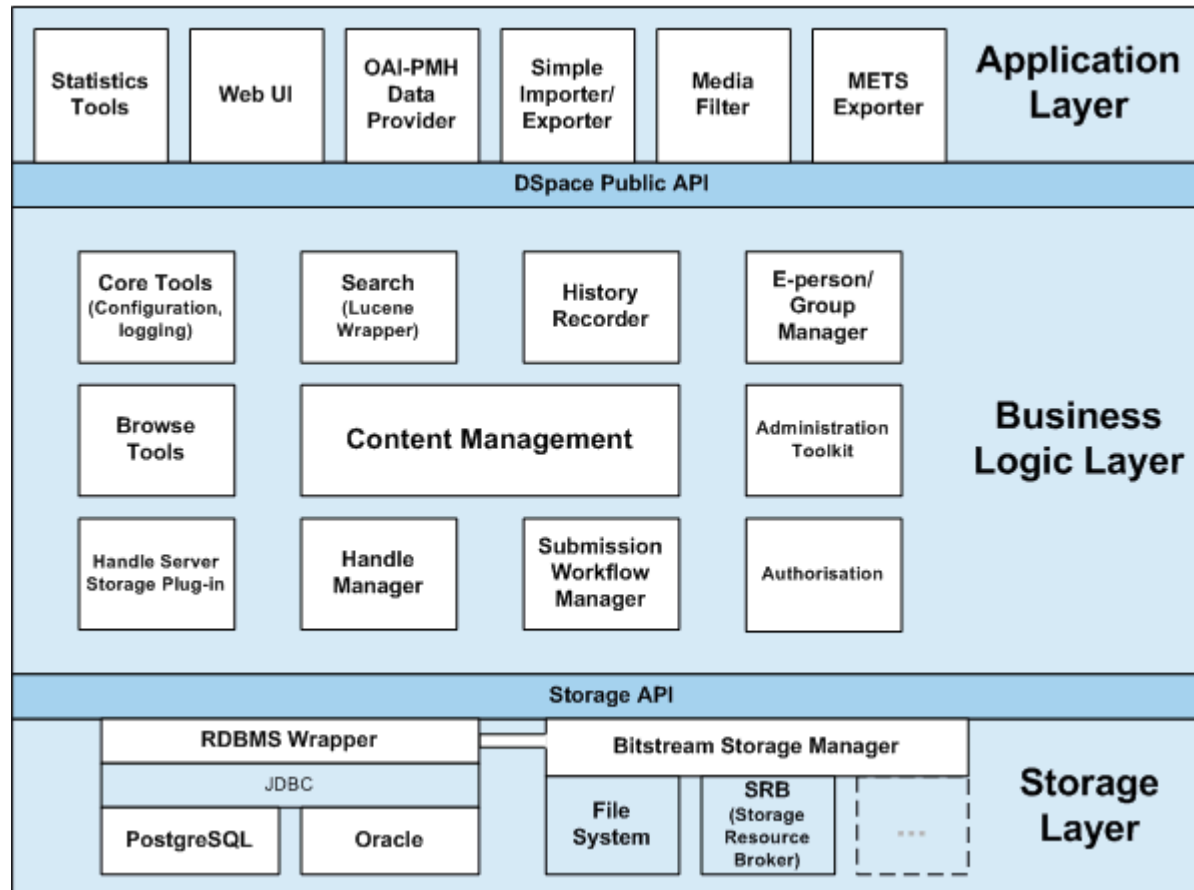 Statistics
Tools
Web UI
OAI-PMH
Data
Provider
Simple
Importer/
Exporter
Media
Filter
METS
Exporter
Application
Layer
DSpace Public API
Core Tools
(Configuration,
logging)
Search
(Lucene
Wrapper)
History
Recorder
E-person/
Group
Manager
Browse
Tools
Content Management
Administration
Toolkit
Business
Logic Layer
Handle Server
Storage Plug-in
Handle
Manager
Submission
Workflow
Manager
Authorisation
Storage API
RDBMS Wrapper
JDBC
PostgreSQL
Oracle
Bitstream Storage Manager
File
System
SRB
(Storage
Resource
Broker)
...
Storage
Layer